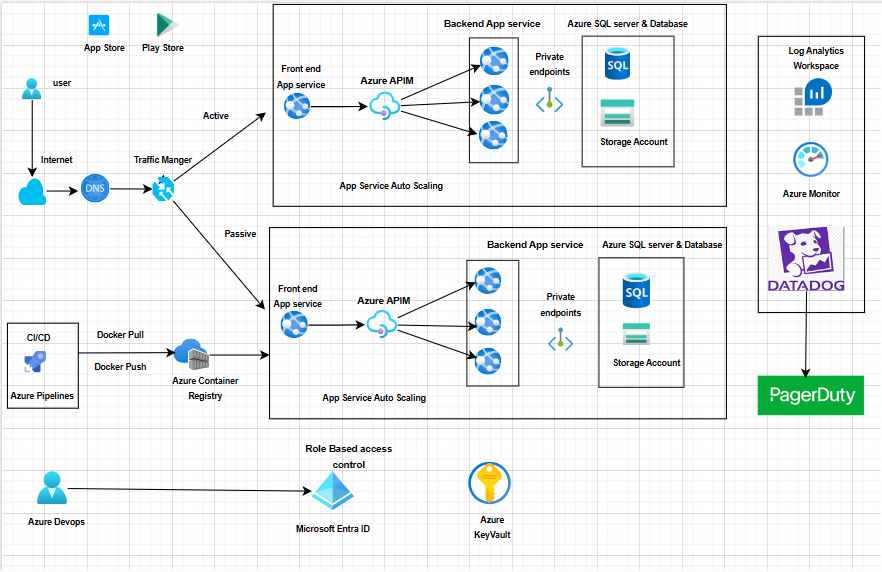 App Store
Play Store
user
Internet
DNS
Traffic Manger
Active
Passive
Backend App service
Azure SQL server & Database
Front end
App service
Azure APIM
Private
endpoints
SQL
Storage Account
App Service Auto Scaling
Backend App service
Azure SQL server & Database
Front end
App service
Azure APIM
Private
endpoints
SQL
Storage Account
App Service Auto Scaling
Log Analytics
Workspace
Azure Monitor
DATADOG
PagerDuty
CI/CD
Azure Pipelines
Docker Pull
Docker Push
Azure Container
Registry
Role Based access
control
Azure Devops
Microsoft Entra ID
Azure
KeyVault